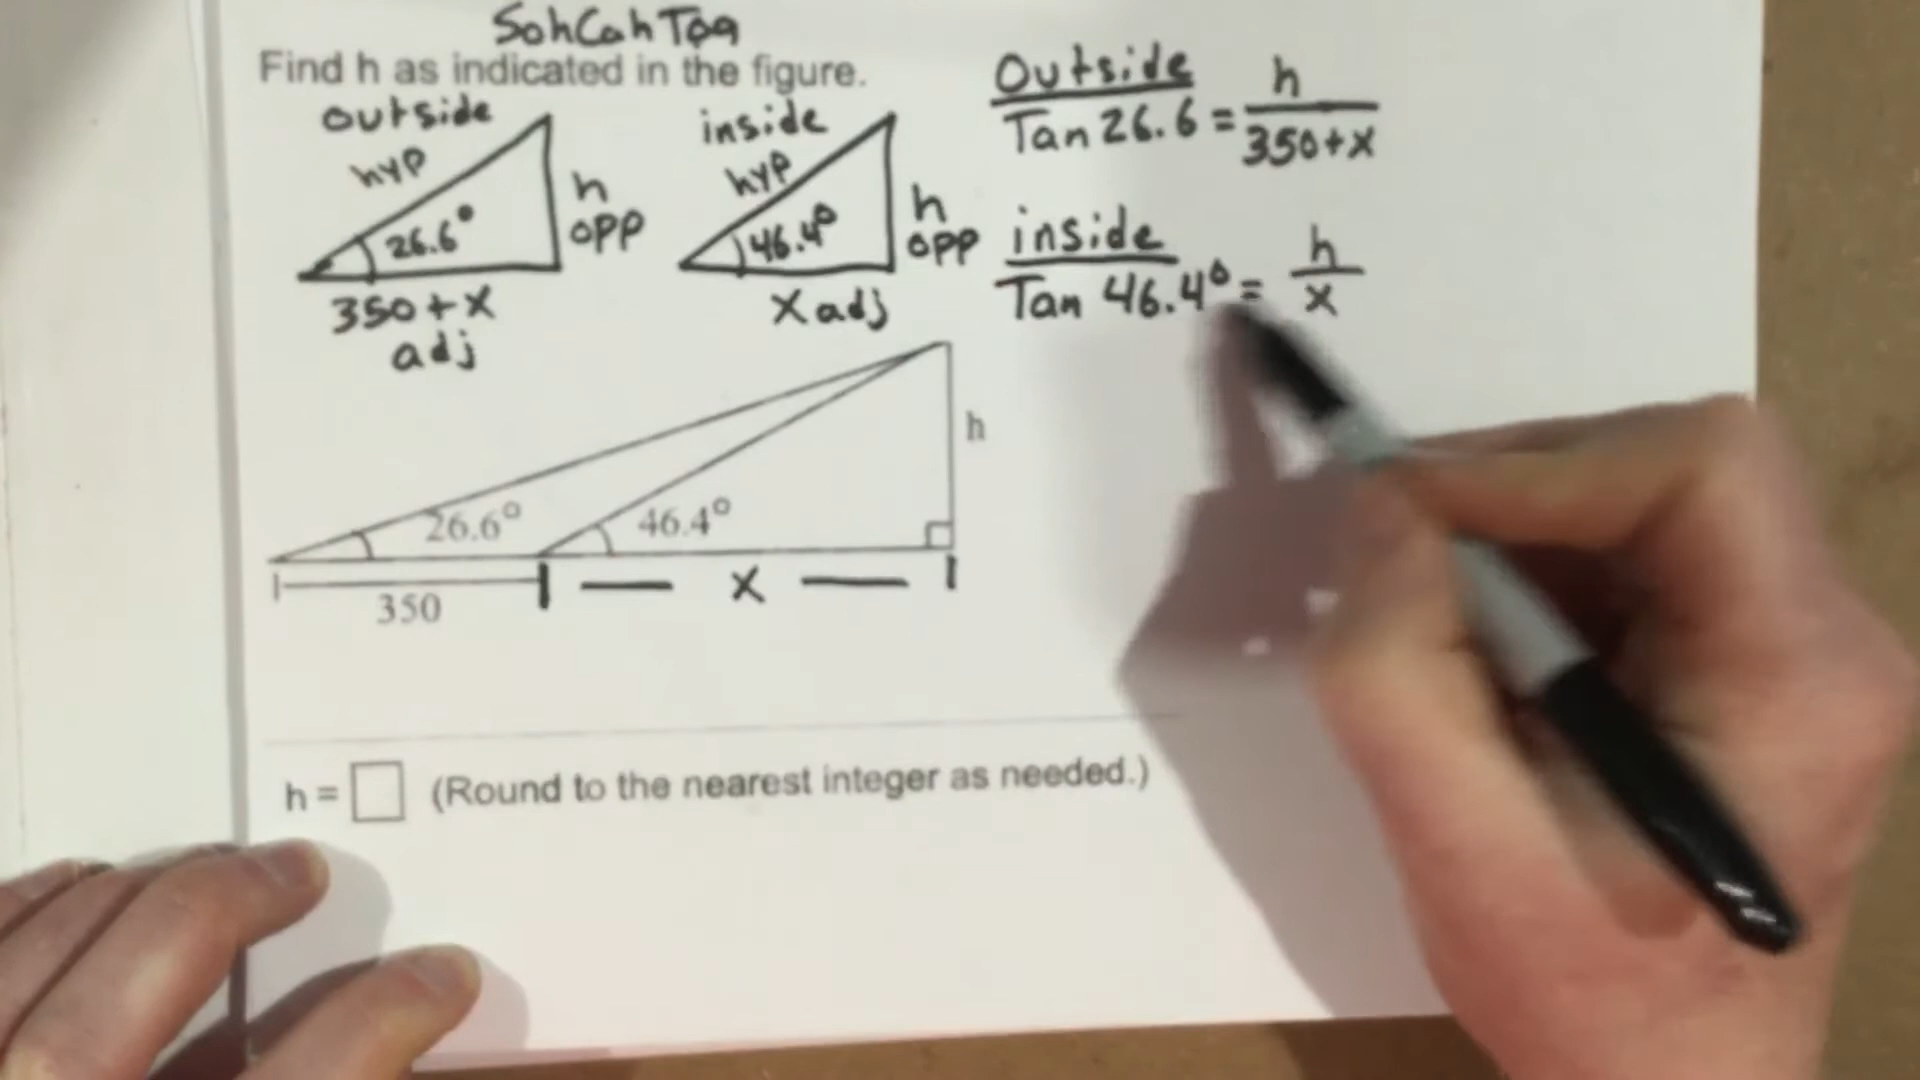 SohCahToa
Find h as indicated in the figure.
outside
hyp
26.6°
h
opp
350+x
adj
inside
hyp
46.4°
h
opp
x adj
Outside
Tan 26.6 = h
350+x
inside
Tan 46.4° = h
x
26.6°
46.4°
h
350
x
h = (Round to the nearest integer as needed.)